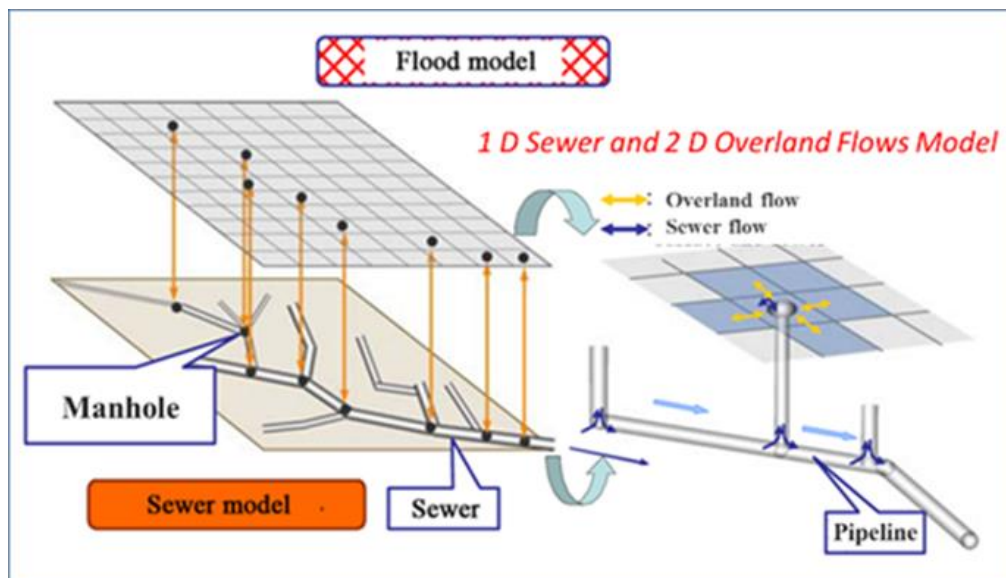 Flood model
1 D Sewer and 2 D Overland Flows Model
: Overland flow
: Sewer flow
Manhole
Sewer model .
Sewer
Pipeline